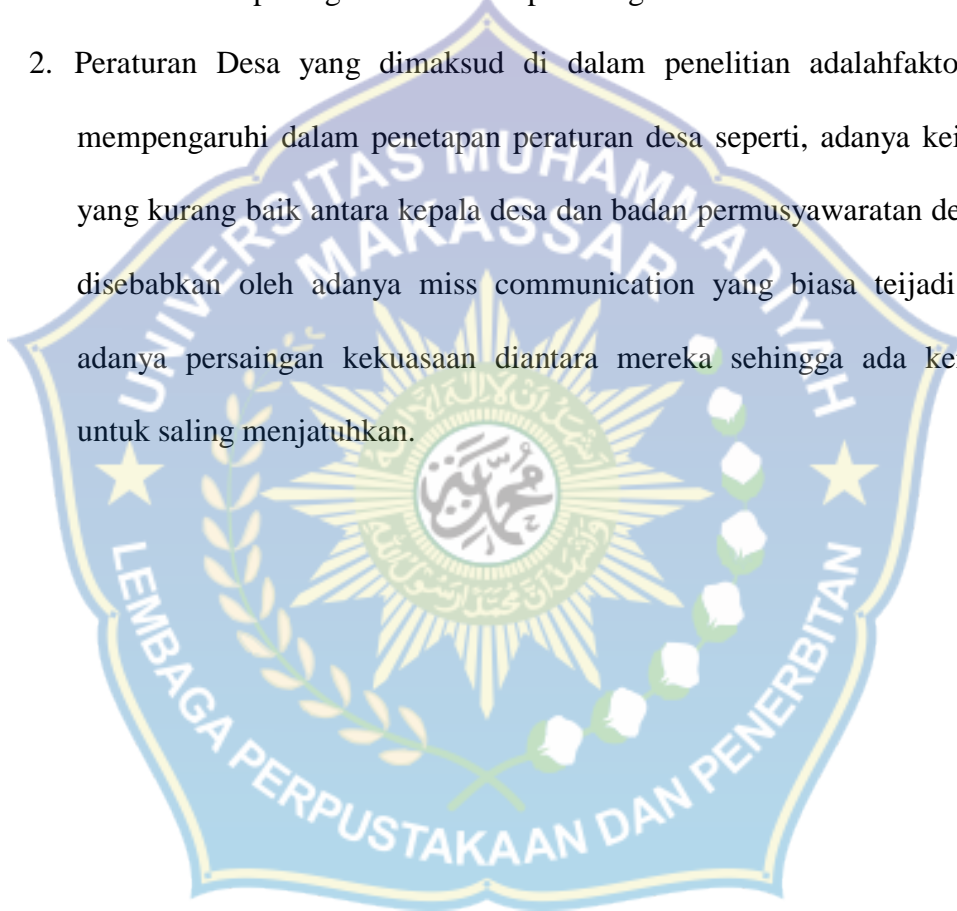 2. Peraturan Desa yang dimaksud di dalam penelitian adalahfakto
mempengaruhi dalam penetapan peraturan desa seperti, adanya kei
yang kurang baik antara kepala desa dan badan permusyawaratan de
disebabkan oleh adanya miss communication yang biasa teijadi
adanya persaingan kekuasaan diantara mereka sehingga ada ke
untuk saling menjatuhkan.
UNIVERSITAS MUHAMMADIYAH
MAKASSAR
LEMBAGA PERPUSTAKAAN DAN PENERBITAN